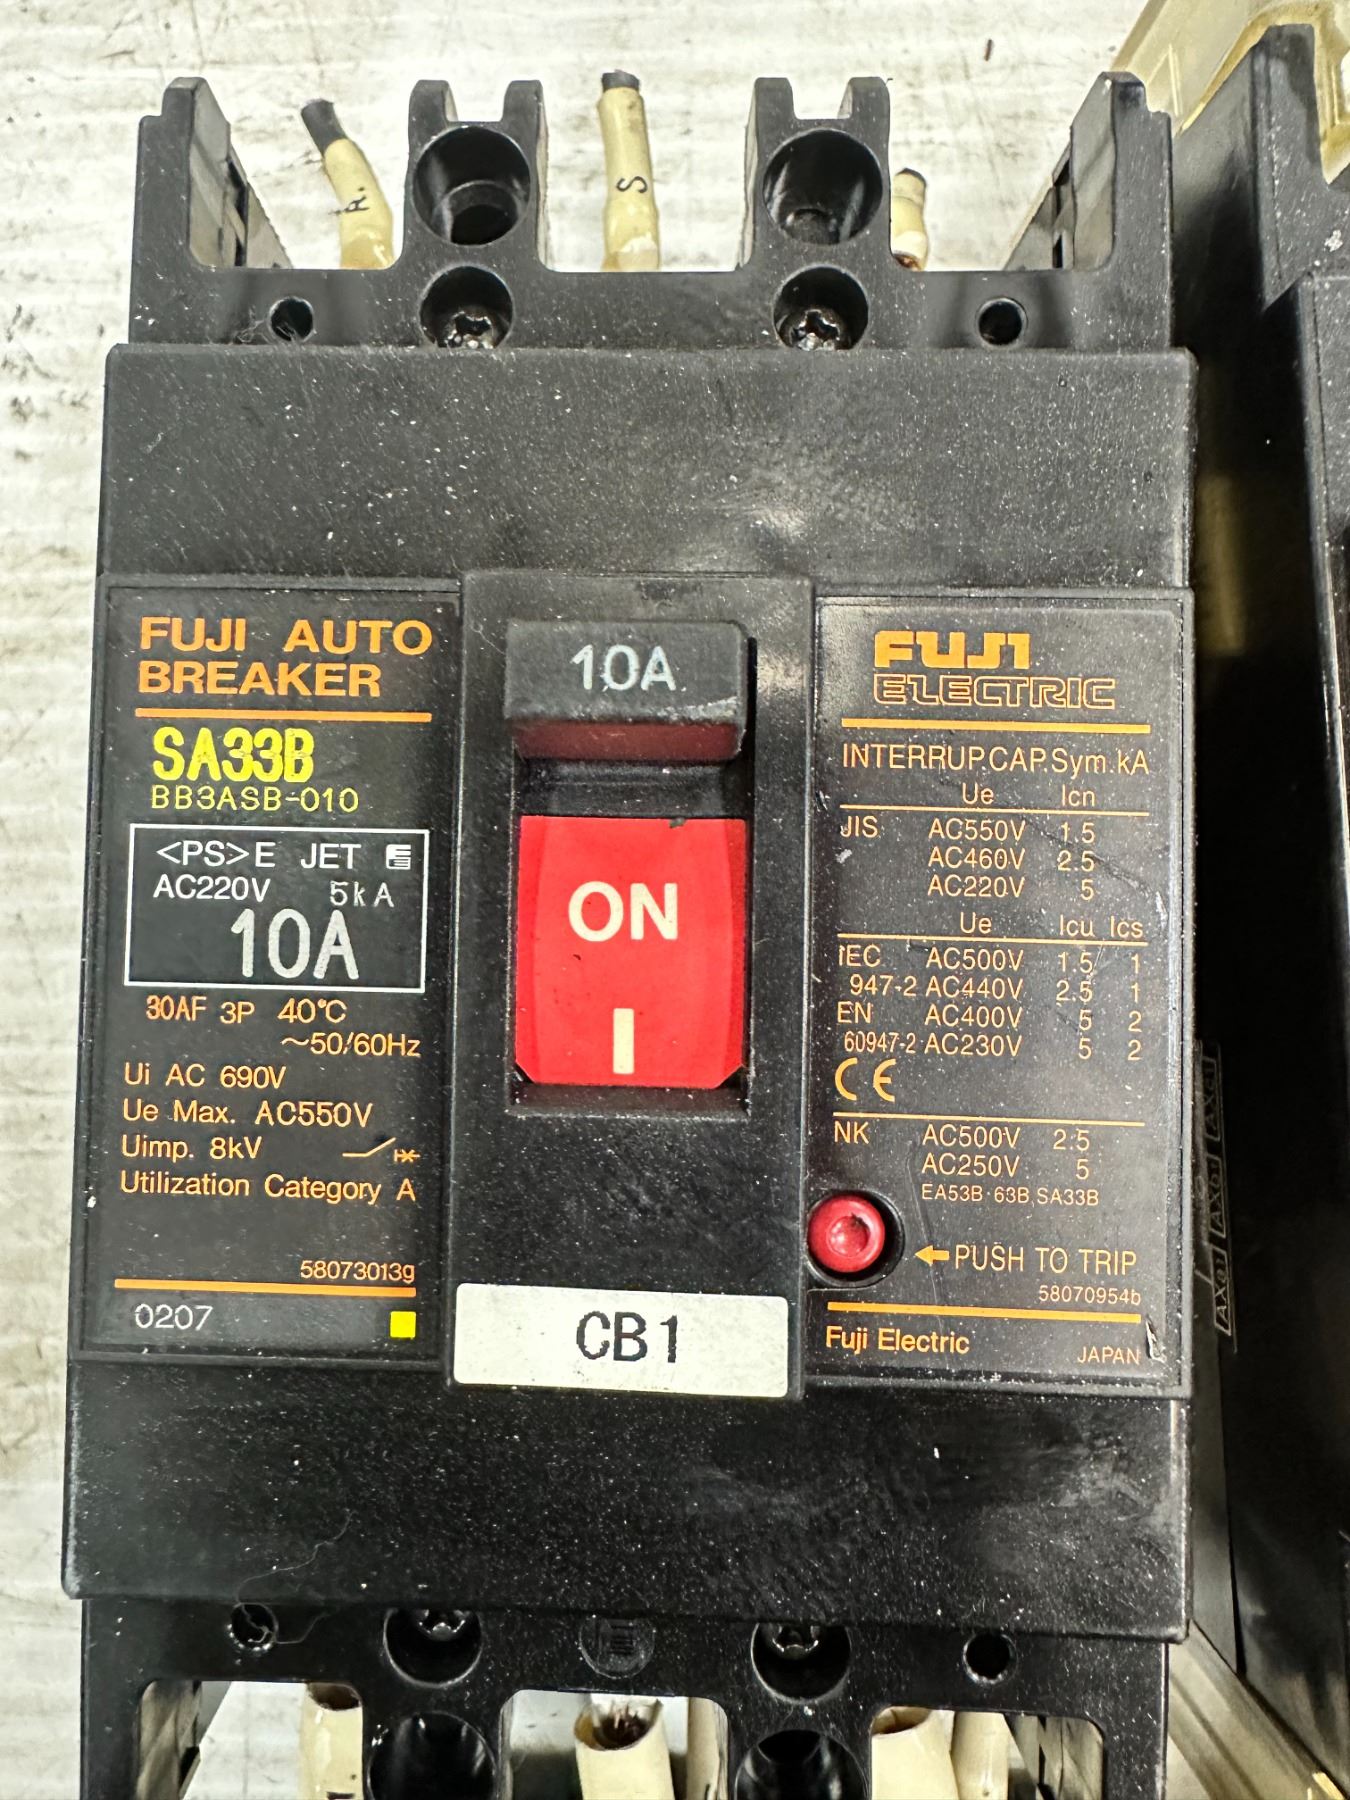 S
FUJI AUTO
BREAKER
SA33B
BB3ASB-010
<PS>E JET
AC220V 5kA
10A
30AF 3P 40°C
~50/60Hz
Ui AC 690V
Ue Max. AC550V
Uimp. 8kV
Utilization Category A
58073013g
0207
10A
ON
I
CB1
FUJI
ELECTRIC
INTERRUP.CAP.Sym.kA
Ue Icn
JIS AC550V 1.5
AC460V 2.5
AC220V 5
Ue Icu Ics
IEC AC500V 1.5 1
947-2 AC440V 2.5 1
EN AC400V 5 2
60947-2 AC230V 5 2
CE
NK AC500V 2.5
AC250V 5
EA53B·63B,SA33B
←PUSH TO TRIP
58070954b
Fuji Electric
JAPAN